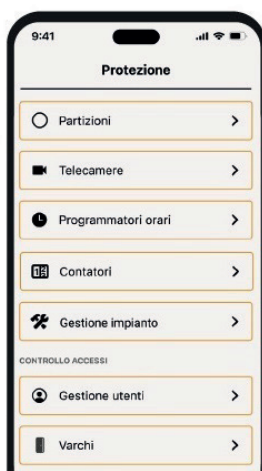 9:41
Protezione
Partizioni
Telecamere
Programmatori orari
Contatori
Gestione impianto
CONTROLLO ACCESSI
Gestione utenti
Varchi